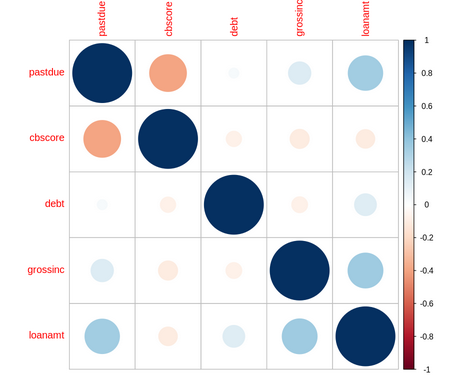 pastdue
cbscore
debt
grossinc
loanamt
pastdue
cbscore
debt
grossinc
loanamt
1
0.8
0.6
0.4
0.2
0
-0.2
-0.4
-0.6
-0.8
-1